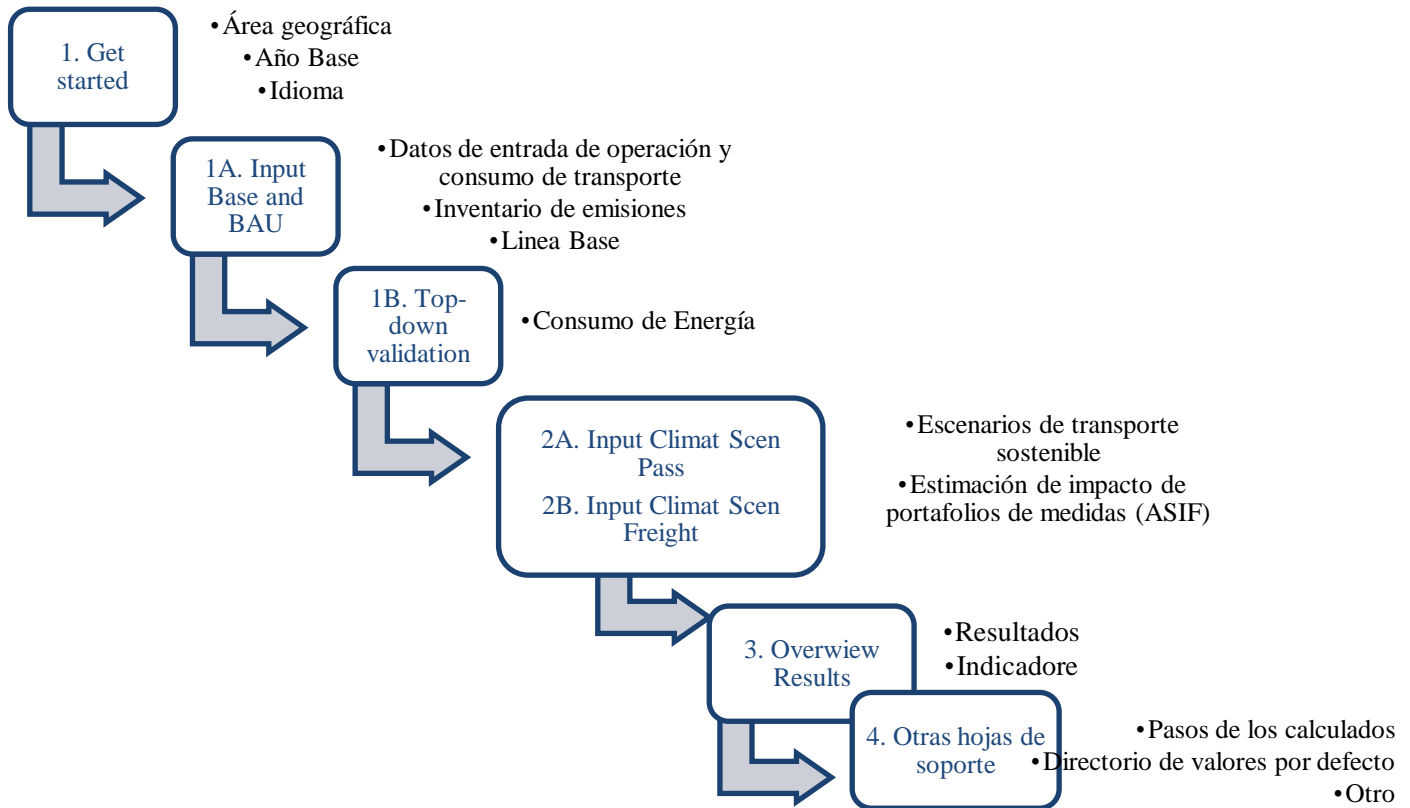 1. Get
started
•Área geográfica
•Año Base
•Idioma
1A. Input
Base and
BAU
•Datos de entrada de operación y
consumo de transporte
•Inventario de emisiones
•Linea Base
1B. Top-
down
validation
•Consumo de Energía
2A. Input Climat Scen
Pass
2B. Input Climat Scen
Freight
•Escenarios de transporte
sostenible
•Estimación de impacto de
portafolios de medidas (ASIF)
3. Overwiew
Results
•Resultados
•Indicadore
4. Otras hojas de
soporte
•Pasos de los calculados
•Directorio de valores por defecto
•Otro